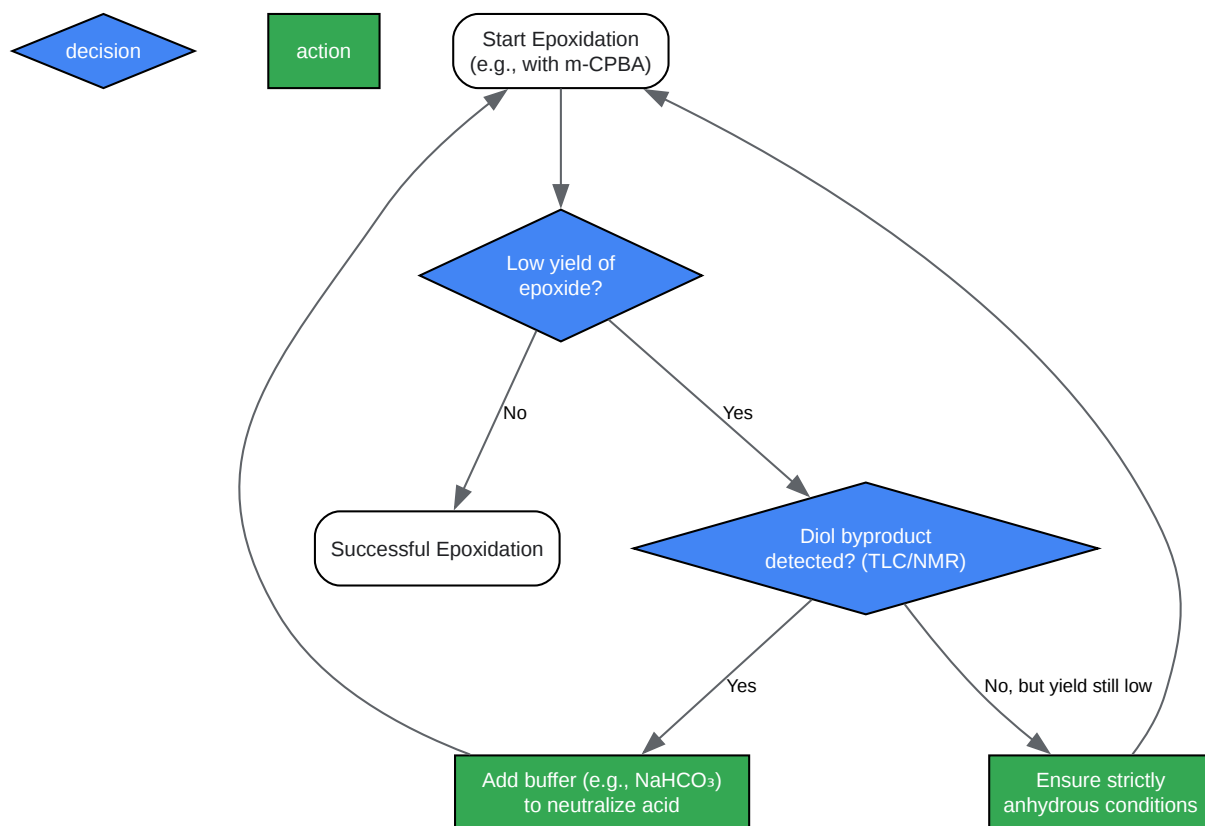 decision
action
Start Epoxidation
(e.g., with m-CPBA)
Low yield of
epoxide?
No
Yes
Successful Epoxidation
Diol byproduct
detected? (TLC/NMR)
Yes
No, but yield still low
Add buffer (e.g., NaHCO₃)
to neutralize acid
Ensure strictly
anhydrous conditions